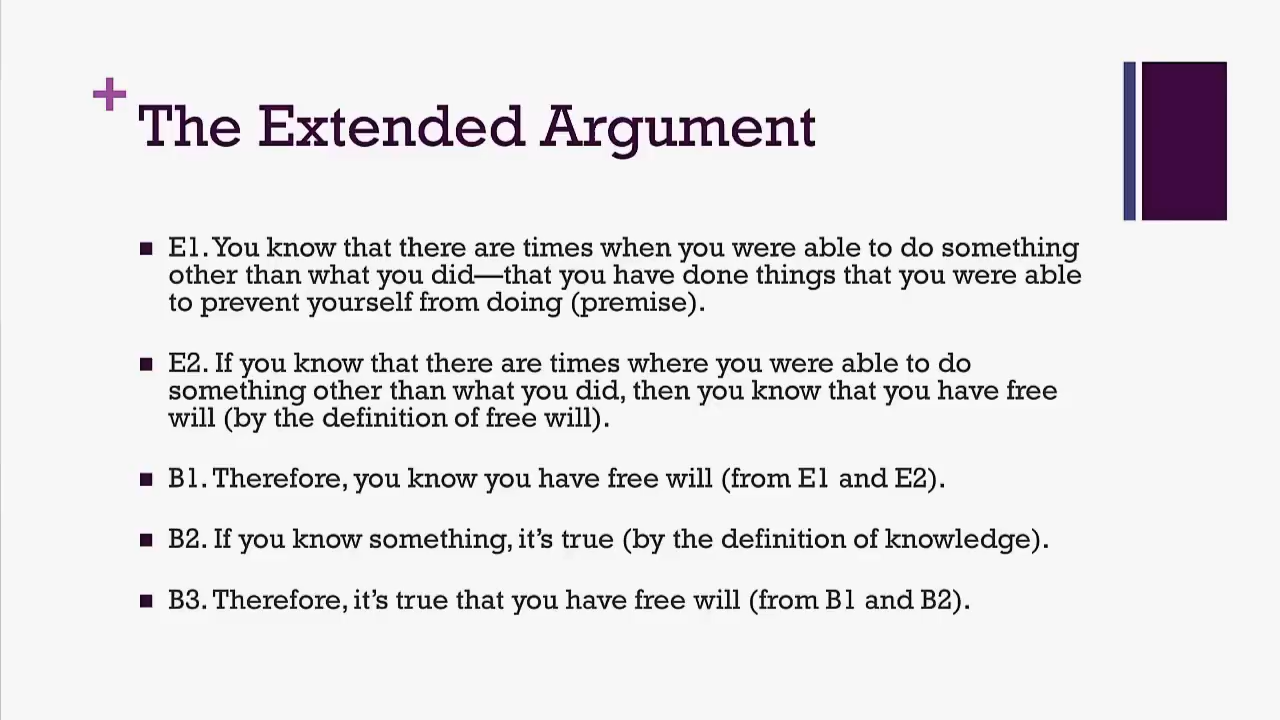 The Extended Argument
E1. You know that there are times when you were able to do something
other than what you did—that you have done things that you were able
to prevent yourself from doing (premise).
E2. If you know that there are times where you were able to do
something other than what you did, then you know that you have free
will (by the definition of free will).
B1. Therefore, you know you have free will (from E1 and E2).
B2. If you know something, it's true (by the definition of knowledge).
B3. Therefore, it's true that you have free will (from B1 and B2).